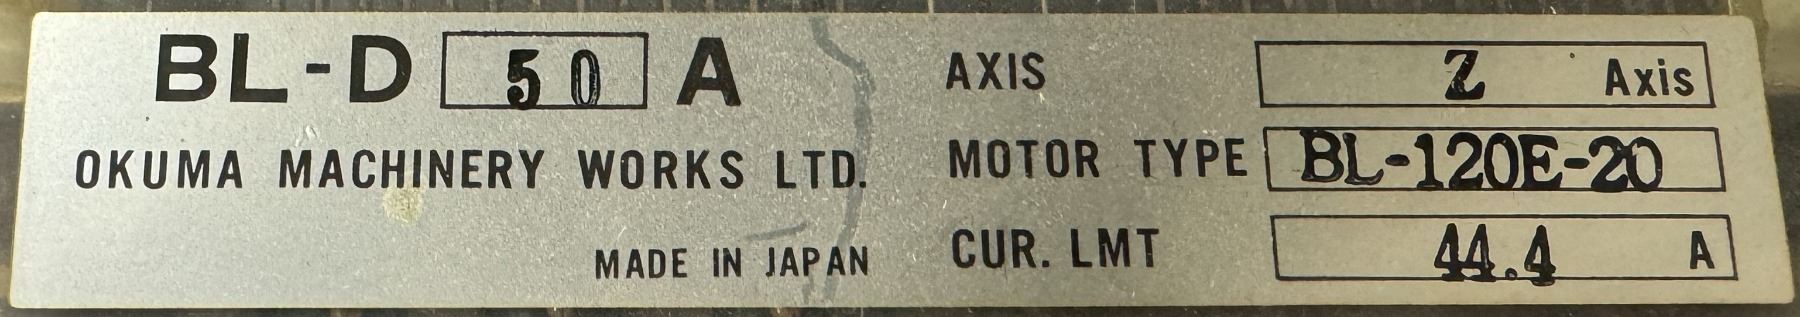 BL-D 50 A
OKUMA MACHINERY WORKS LTD.
MADE IN JAPAN
AXIS Z Axis
MOTOR TYPE BL-120E-20
CUR. LMT 44.4 A